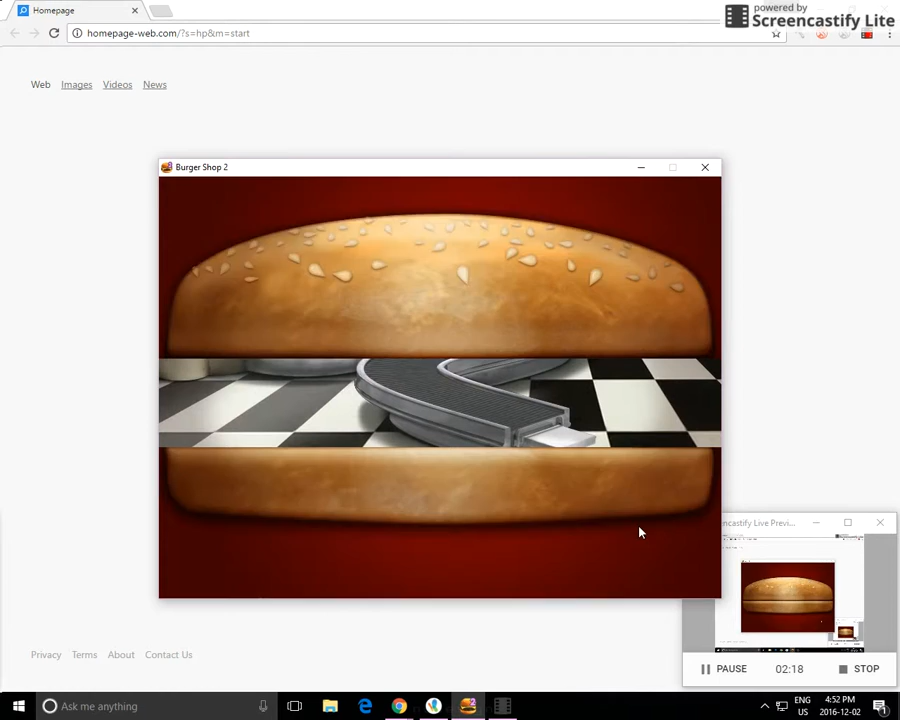 Homepage
powered by
Screencastify Lite
homepage-web.com/?s=hp&m=start
Web Images Videos News
Burger Shop 2
encastify Live Previ...
PAUSE 02:18 STOP
Privacy Terms About Contact Us
Ask me anything
ENG
US
4:52 PM
2016-12-02
1